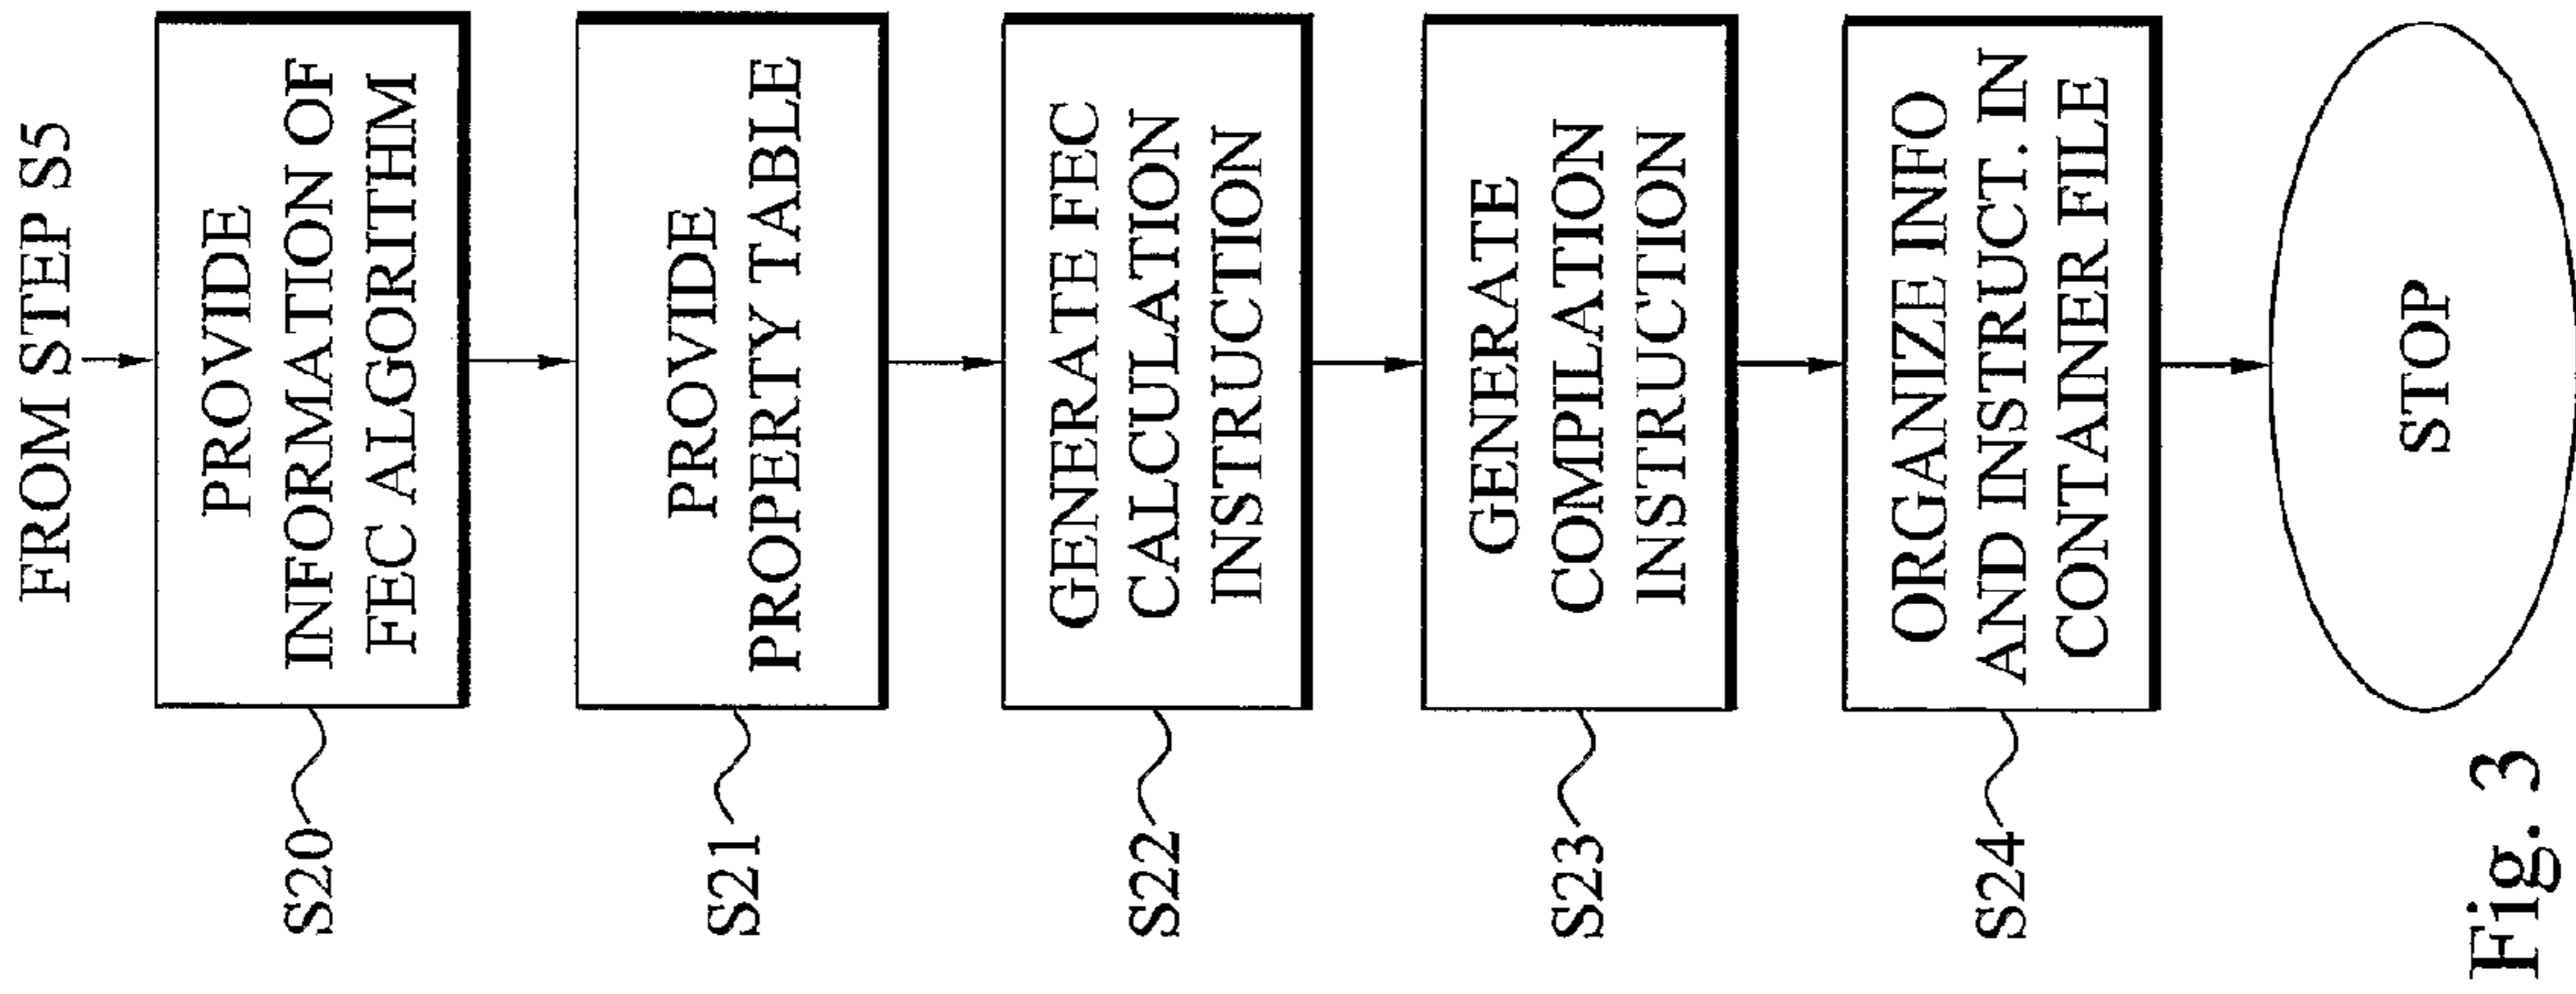 FROM STEP S5
PROVIDE
INFORMATION OF
FEC ALGORITHM
S20
PROVIDE
PROPERTY TABLE
S21
GENERATE FEC
CALCULATION
INSTRUCTION
S22
GENERATE
COMPILATION
INSTRUCTION
S23
ORGANIZE INFO
AND INSTRUCT. IN
CONTAINER FILE
S24
STOP
Fig. 3